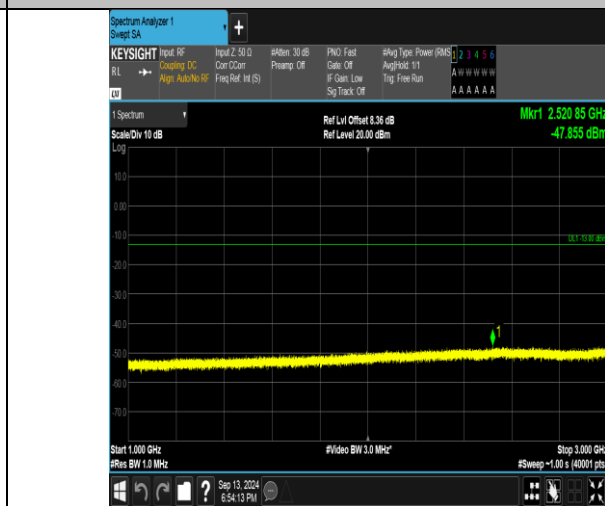 Spectrum Analyzer 1
Swept SA
+
KEYSIGHT
RL
LXI
Input: RF
Coupling: DC
Align: Auto/No RF
Input Z: 50 Ω
Corr CCorr
Freq Ref: Int (S)
#Atten: 30 dB
Preamp: Off
PNO: Fast
Gate: Off
IF Gain: Low
Sig Track: Off
#Avg Type: Power (RMS
Avg|Hold: 1/1
Trig: Free Run
1 2 3 4 5 6
A W W W W W
A A A A A A
1 Spectrum
Scale/Div 10 dB
Ref Lvl Offset 8.36 dB
Ref Level 20.00 dBm
Mkr1 2.520 85 GHz
-47.855 dBm
Log
10.0
0.00
-10.0
DL1 -13.00 dBm
-20.0
-30.0
-40.0
1
-50.0
-60.0
-70.0
Start 1.000 GHz
#Res BW 1.0 MHz
#Video BW 3.0 MHz*
Stop 3.000 GHz
#Sweep ~1.00 s (40001 pts
?
Sep 13, 2024
6:54:13 PM